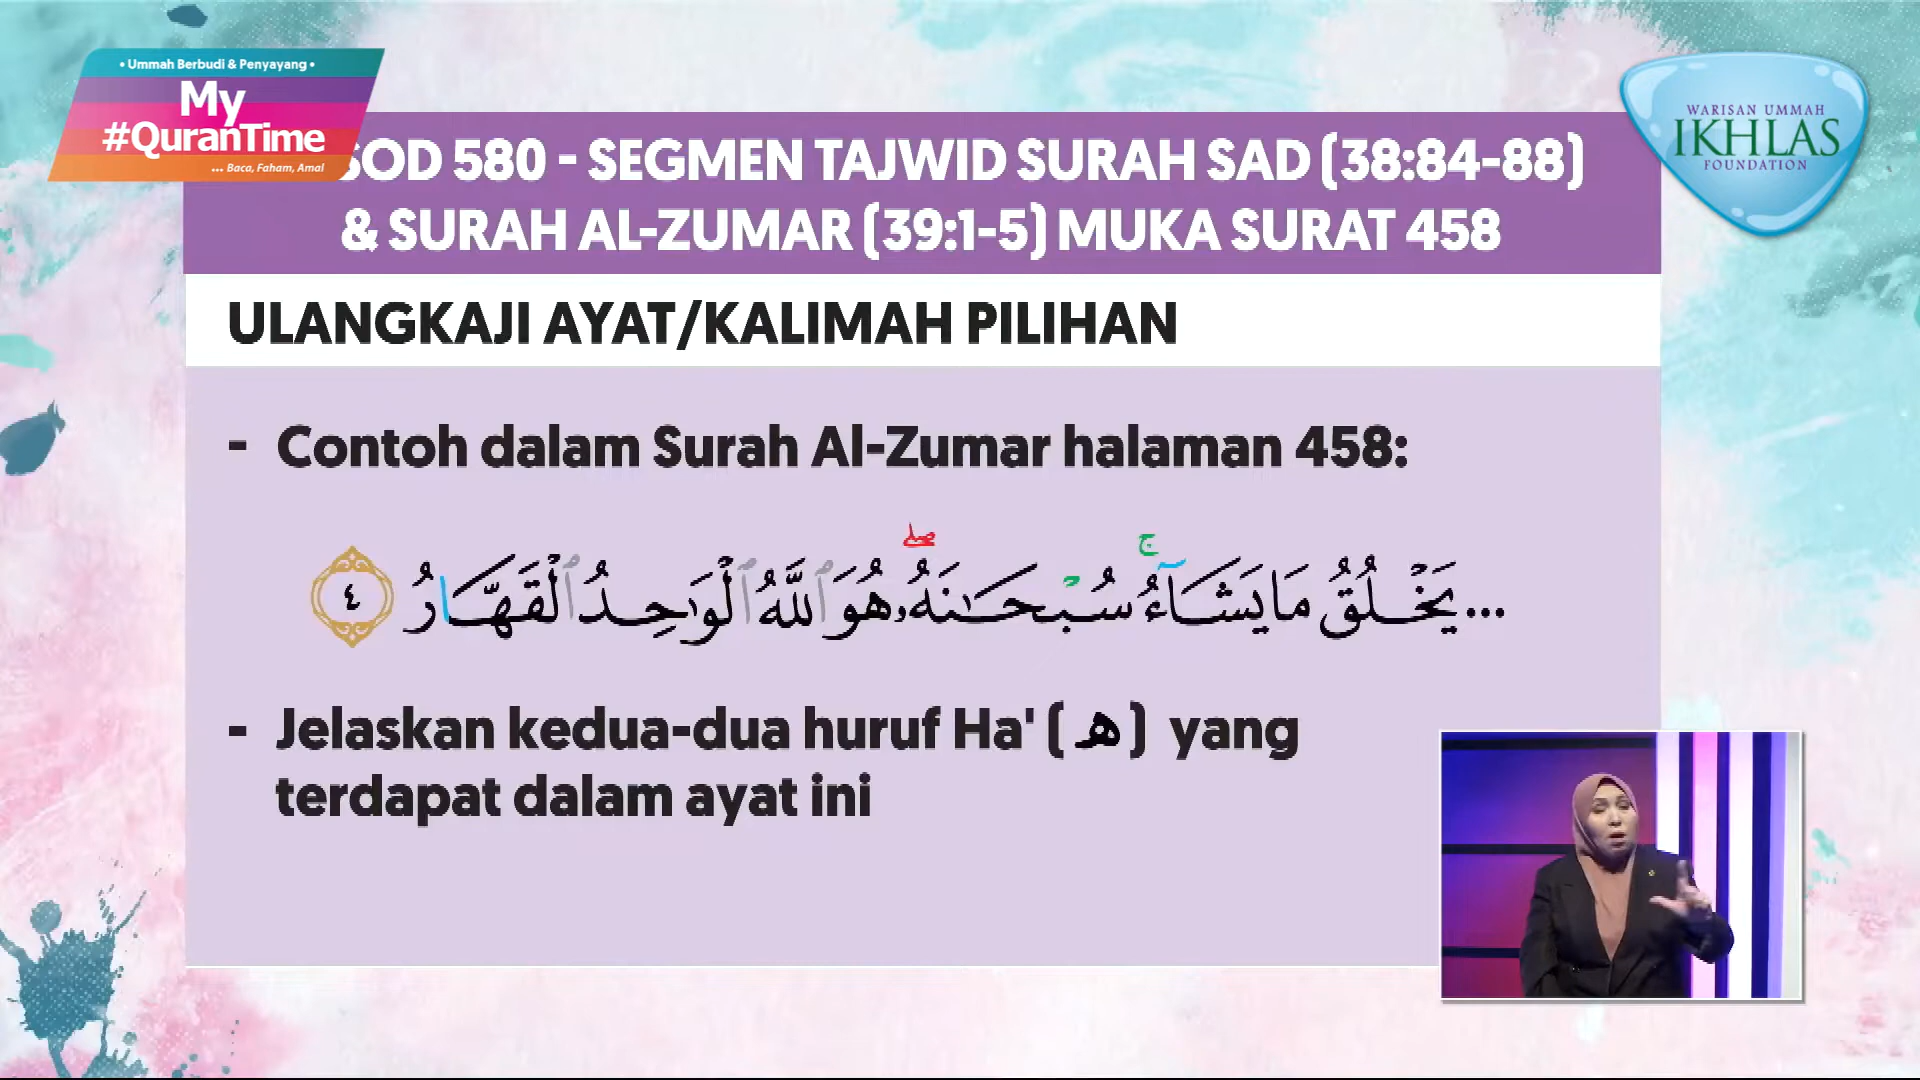 • Ummah Berbudi & Penyayang •
My
#QuranTime
... Baca, Faham, Amal
WARISAN UMMAH
IKHLAS
FOUNDATION
SOD 580 - SEGMEN TAJWID SURAH SAD (38:84-88)
& SURAH AL-ZUMAR (39:1-5) MUKA SURAT 458
ULANGKAJI AYAT/KALIMAH PILIHAN
- Contoh dalam Surah Al-Zumar halaman 458:
...يَخْلُقُ مَا يَشَآءُ ۚ سُبْحَـٰنَهُۥ ۖ هُوَ ٱللَّهُ ٱلْوَٰحِدُ ٱلْقَهَّارُ ٤
- Jelaskan kedua-dua huruf Ha' ( هـ ) yang
terdapat dalam ayat ini